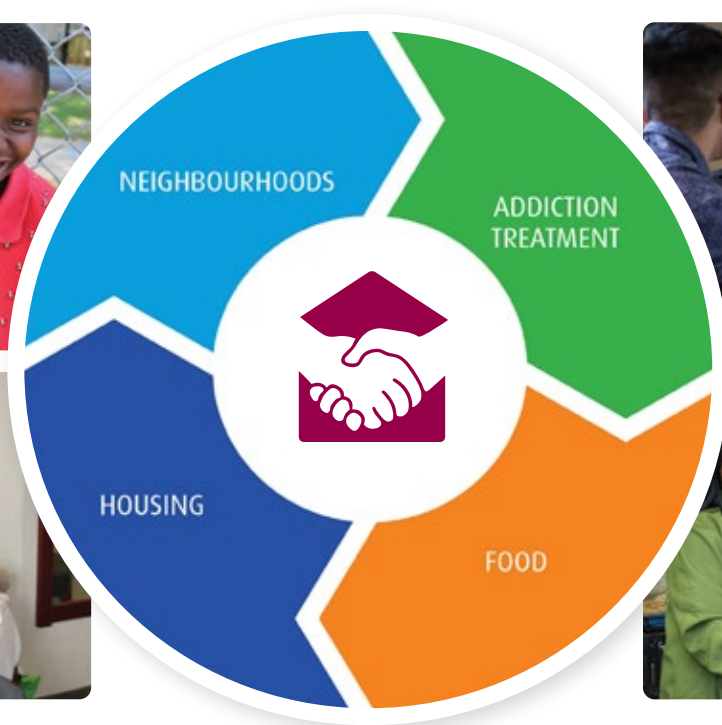 NEIGHBOURHOODS
ADDICTION
TREATMENT
HOUSING
FOOD